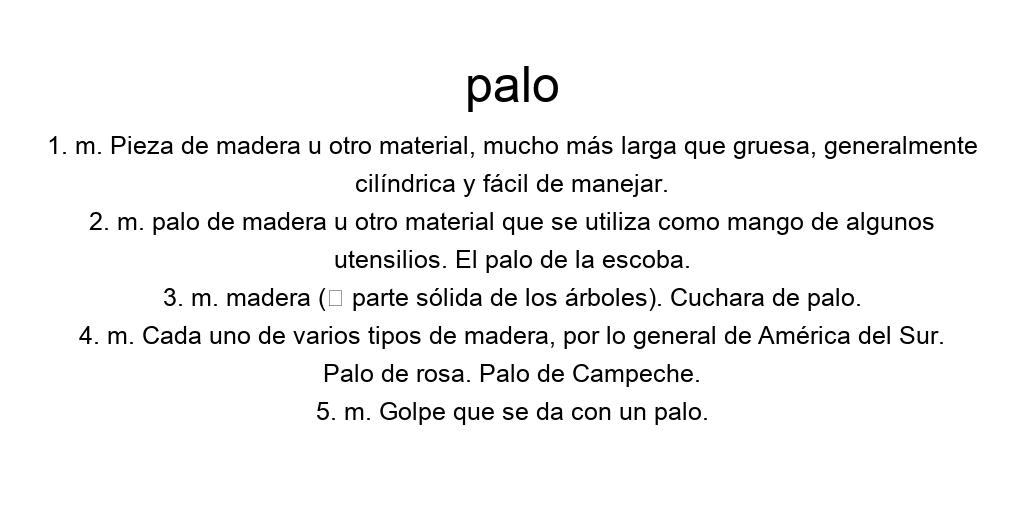 palo
1. m. Pieza de madera u otro material, mucho más larga que gruesa, generalmente
cilíndrica y fácil de manejar.
2. m. palo de madera u otro material que se utiliza como mango de algunos
utensilios. El palo de la escoba.
3. m. madera (□ parte sólida de los árboles). Cuchara de palo.
4. m. Cada uno de varios tipos de madera, por lo general de América del Sur.
Palo de rosa. Palo de Campeche.
5. m. Golpe que se da con un palo.